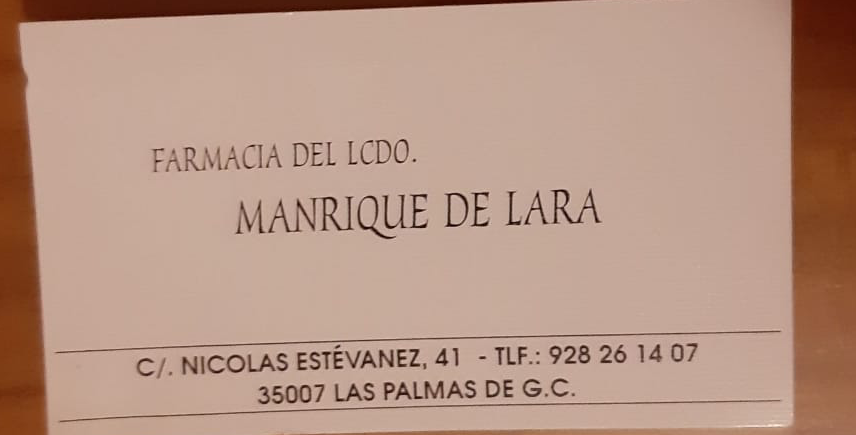 FARMACIA DEL LCDO.
MANRIQUE DE LARA
C/. NICOLAS ESTÉVANEZ, 41 - TLF.: 928 26 14 07
35007 LAS PALMAS DE G.C.